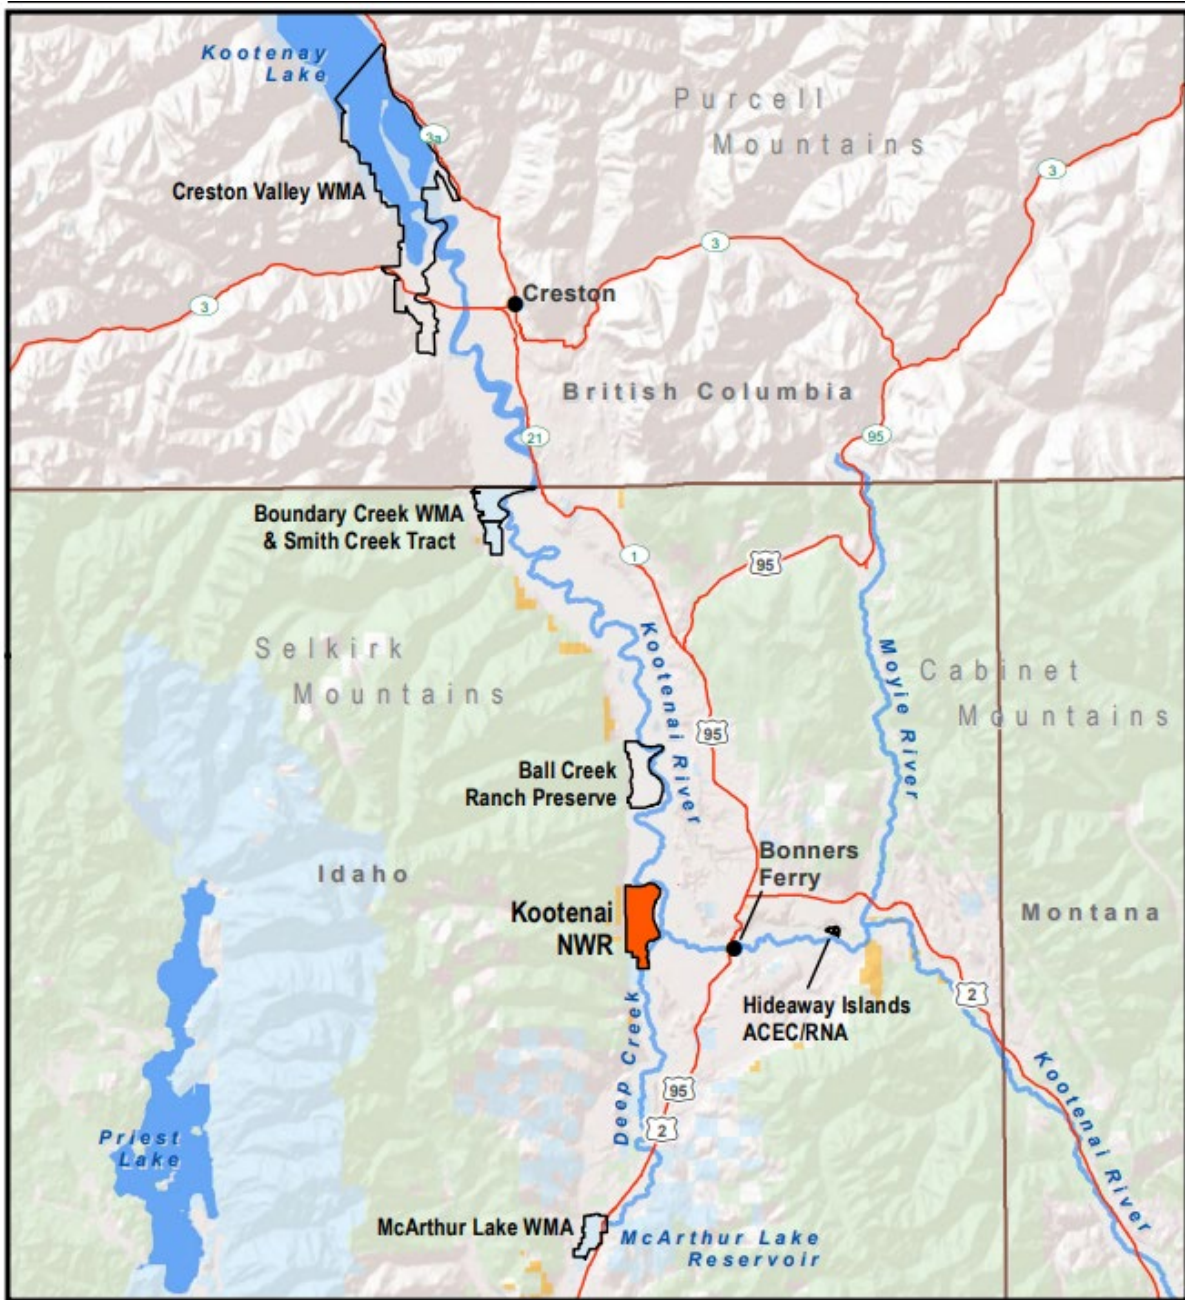 Kootenay
Lake
Purcell
Mountains
3a
3
Creston Valley WMA
3
Creston
3
British Columbia
21
95
Boundary Creek WMA
& Smith Creek Tract
1
95
Selkirk
Mountains
Kootenai River
Moyie River
Cabinet
Mountains
95
Ball Creek
Ranch Preserve
Bonners
Ferry
Idaho
Kootenai
NWR
Montana
Hideaway Islands
ACEC/RNA
2
Deep Creek
Kootenai River
95
2
Priest
Lake
McArthur Lake WMA
McArthur Lake
Reservoir